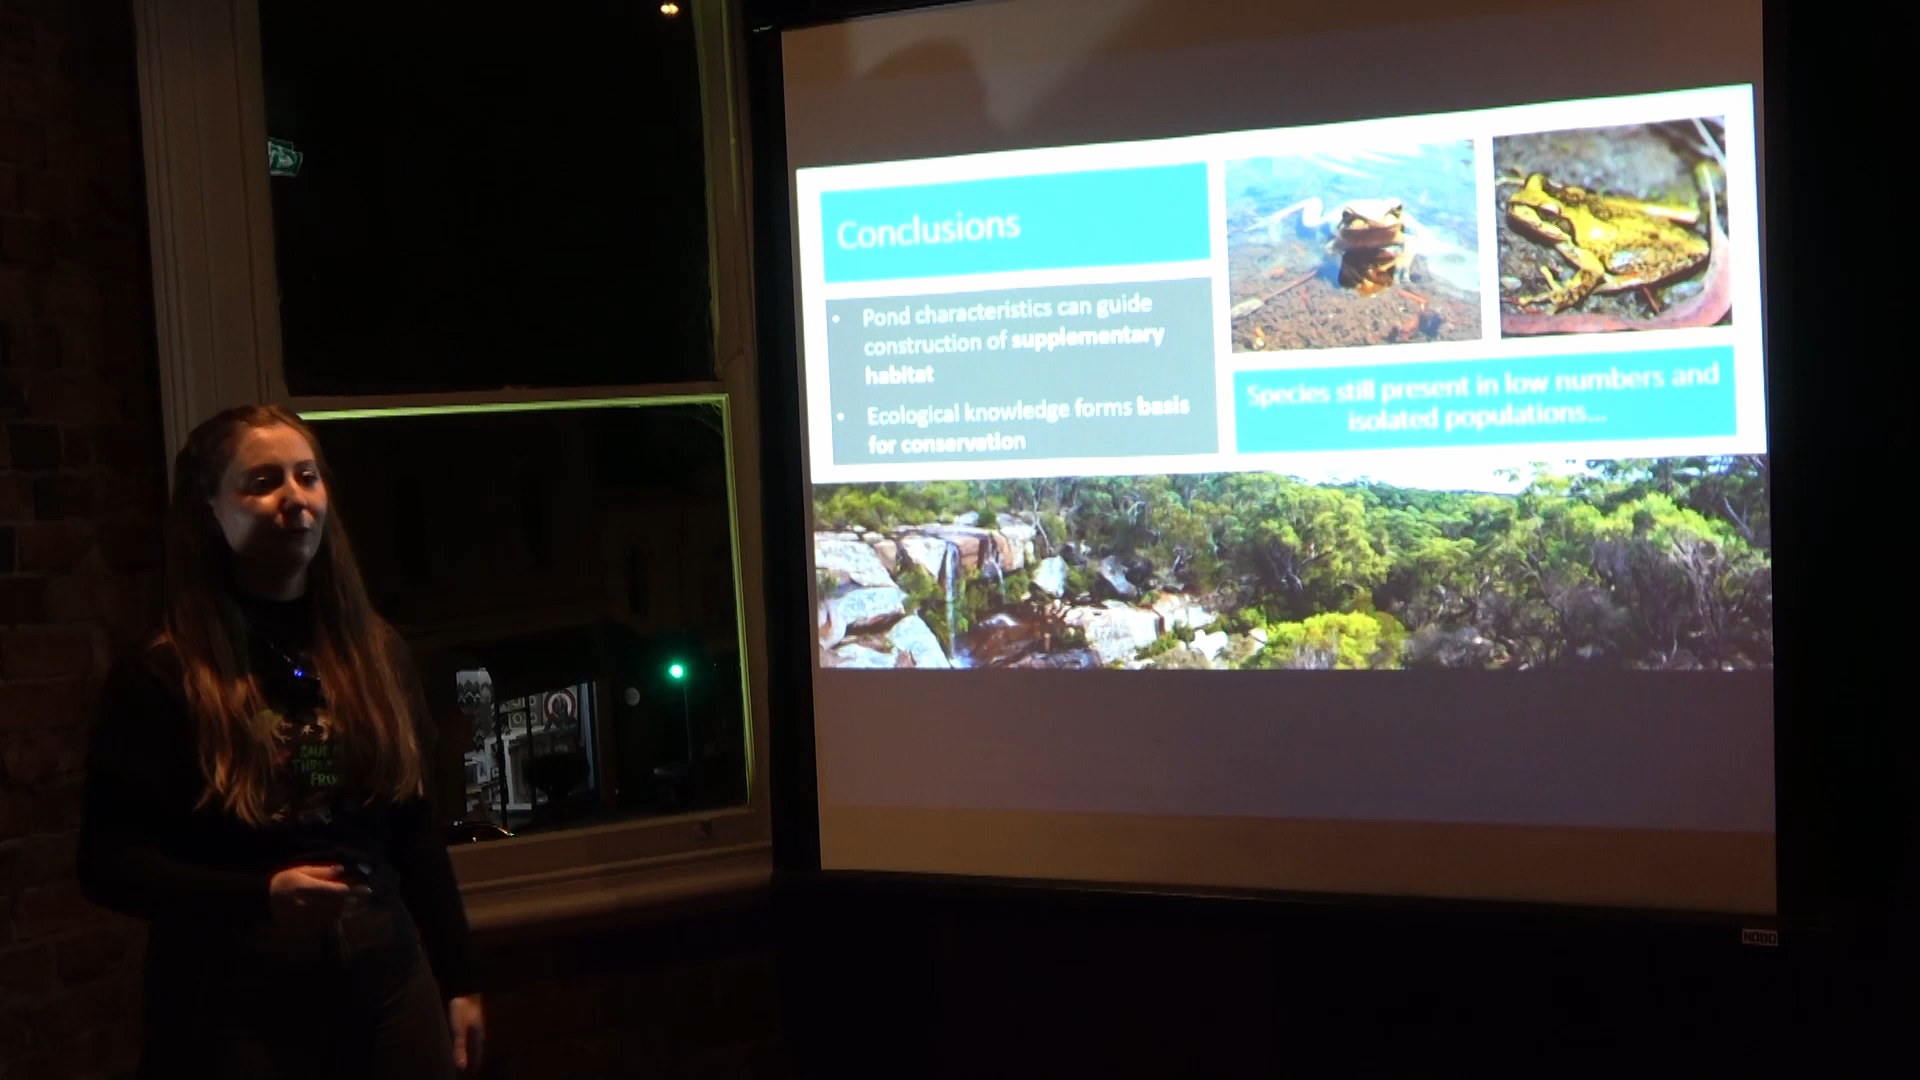 Conclusions
• Pond characteristics can guide
construction of supplementary
habitat
• Ecological knowledge forms basis
for conservation
Species still present in low numbers and
isolated populations...
NOBO